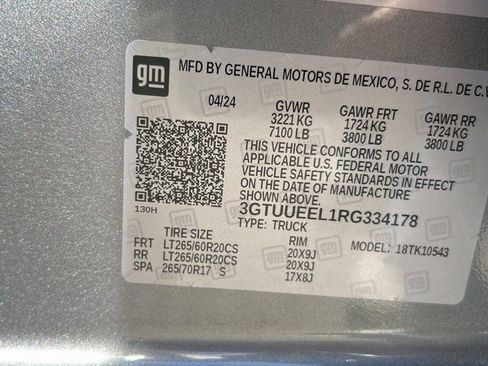 gm
MFD BY GENERAL MOTORS DE MEXICO, S. DE R.L. DE C.V
04/24 GVWR GAWR FRT GAWR RR
3221 KG 1724 KG 1724 KG
7100 LB 3800 LB 3800 LB
THIS VEHICLE CONFORMS TO ALL
APPLICABLE U.S. FEDERAL MOTOR
VEHICLE SAFETY STANDARDS IN EFFECT
ON THE DATE OF MANUFACTURE
SHOWN ABOVE.
130H 3GTUUEEL1RG334178
TYPE: TRUCK
TIRE SIZE RIM MODEL: 18TK10543
FRT LT265/60R20CS 20X9J
RR LT265/60R20CS 20X9J
SPA 265/70R17 S 17X8J